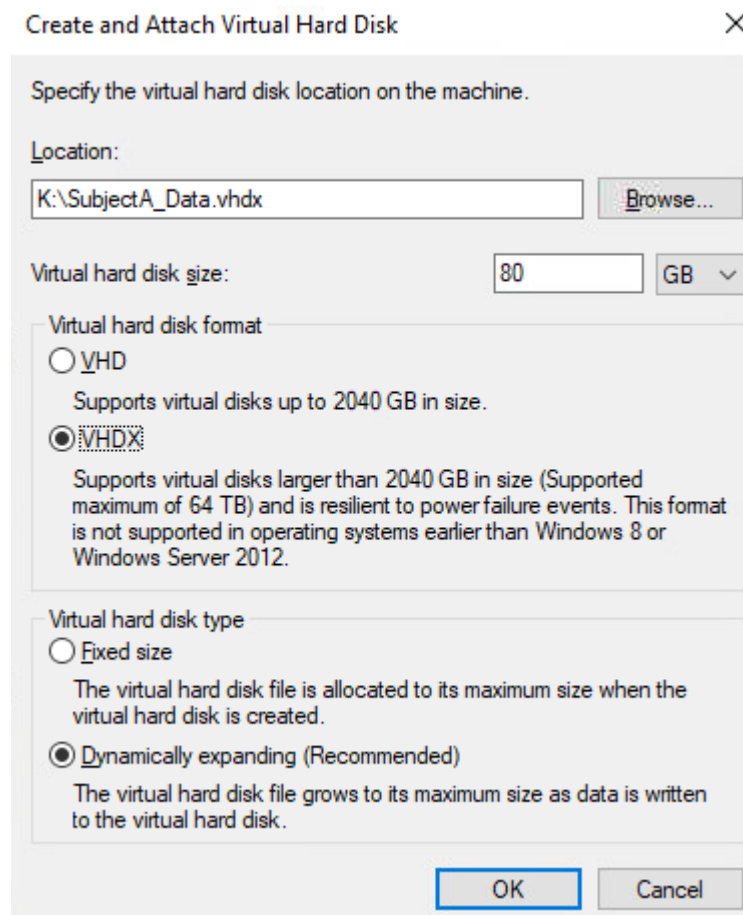 Create and Attach Virtual Hard Disk
Specify the virtual hard disk location on the machine.
Location:
K:\SubjectA_Data.vhdx
Browse...
Virtual hard disk size:
80
GB
Virtual hard disk format
VHD
Supports virtual disks up to 2040 GB in size.
VHDX
Supports virtual disks larger than 2040 GB in size (Supported
maximum of 64 TB) and is resilient to power failure events. This format
is not supported in operating systems earlier than Windows 8 or
Windows Server 2012.
Virtual hard disk type
Fixed size
The virtual hard disk file is allocated to its maximum size when the
virtual hard disk is created.
Dynamically expanding (Recommended)
The virtual hard disk file grows to its maximum size as data is written
to the virtual hard disk.
OK
Cancel